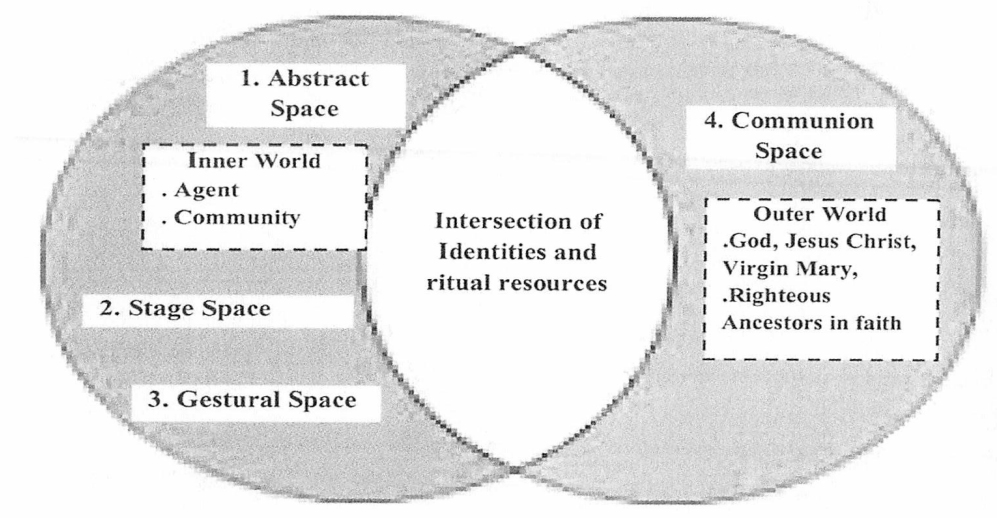 1. Abstract
Space
Inner World
. Agent
. Community
2. Stage Space
3. Gestural Space
Intersection of
Identities and
ritual resources
4. Communion
Space
Outer World
.God, Jesus Christ,
Virgin Mary,
.Righteous
Ancestors in faith